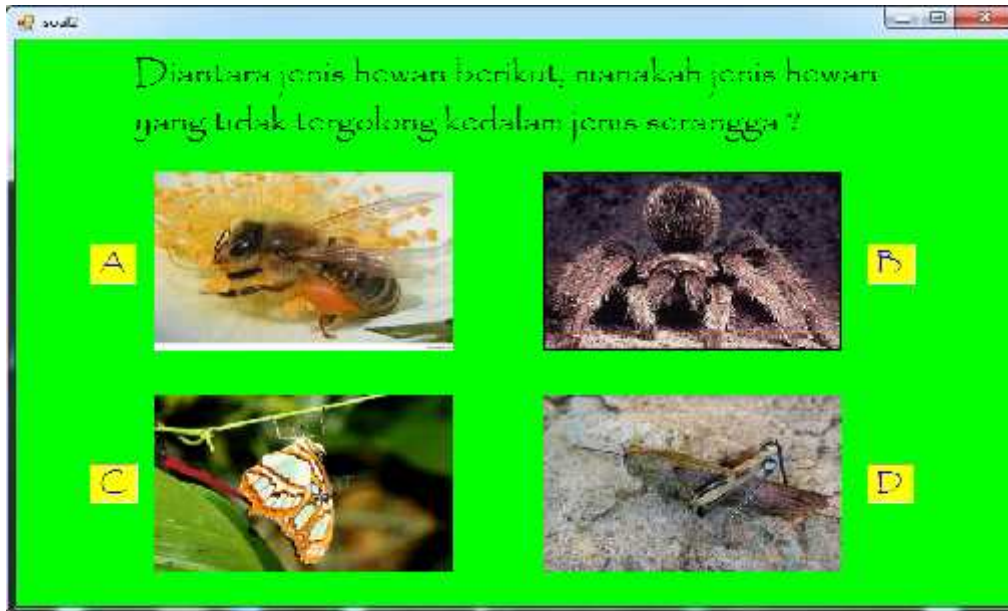 soal2
Diantara jenis hewan berikut, manakah jenis hewan
yang tidak tergolong kedalam jenis serangga ?
A
B
C
D